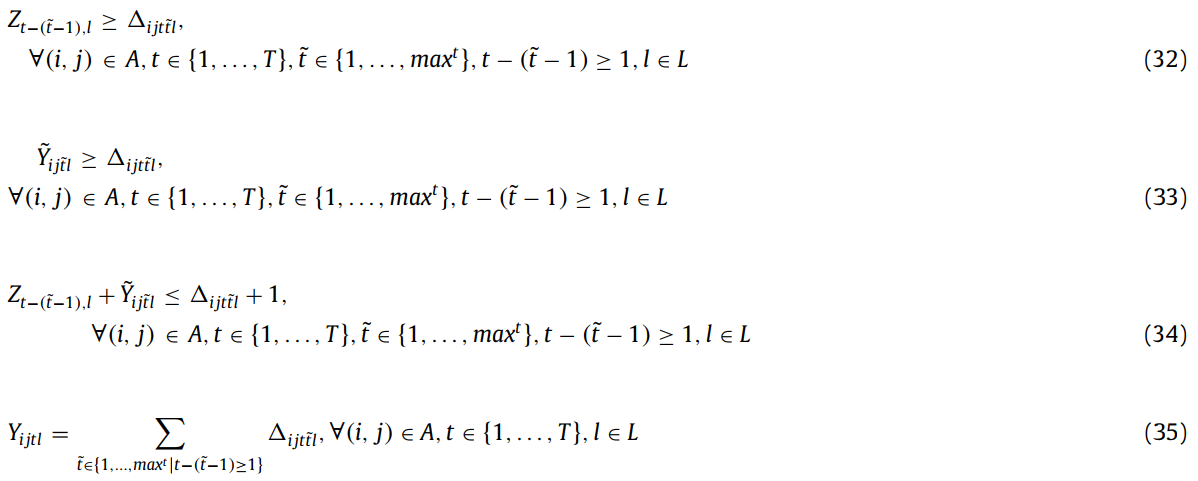 Z_{t−(t̃−1),l} ≥ Δ_{ijtt̃l},
∀(i, j) ∈ A, t ∈ {1, . . . , T}, t̃ ∈ {1, . . . , max^t}, t − (t̃ − 1) ≥ 1, l ∈ L (32)
Ỹ_{ijt̃l} ≥ Δ_{ijtt̃l},
∀(i, j) ∈ A, t ∈ {1, . . . , T}, t̃ ∈ {1, . . . , max^t}, t − (t̃ − 1) ≥ 1, l ∈ L (33)
Z_{t−(t̃−1),l} + Ỹ_{ijt̃l} ≤ Δ_{ijtt̃l} + 1,
∀(i, j) ∈ A, t ∈ {1, . . . , T}, t̃ ∈ {1, . . . , max^t}, t − (t̃ − 1) ≥ 1, l ∈ L (34)
Y_{ijtl} = ∑_{t̃∈{1,...,max^t|t−(t̃−1)≥1}} Δ_{ijtt̃l}, ∀(i, j) ∈ A, t ∈ {1, . . . , T}, l ∈ L (35)